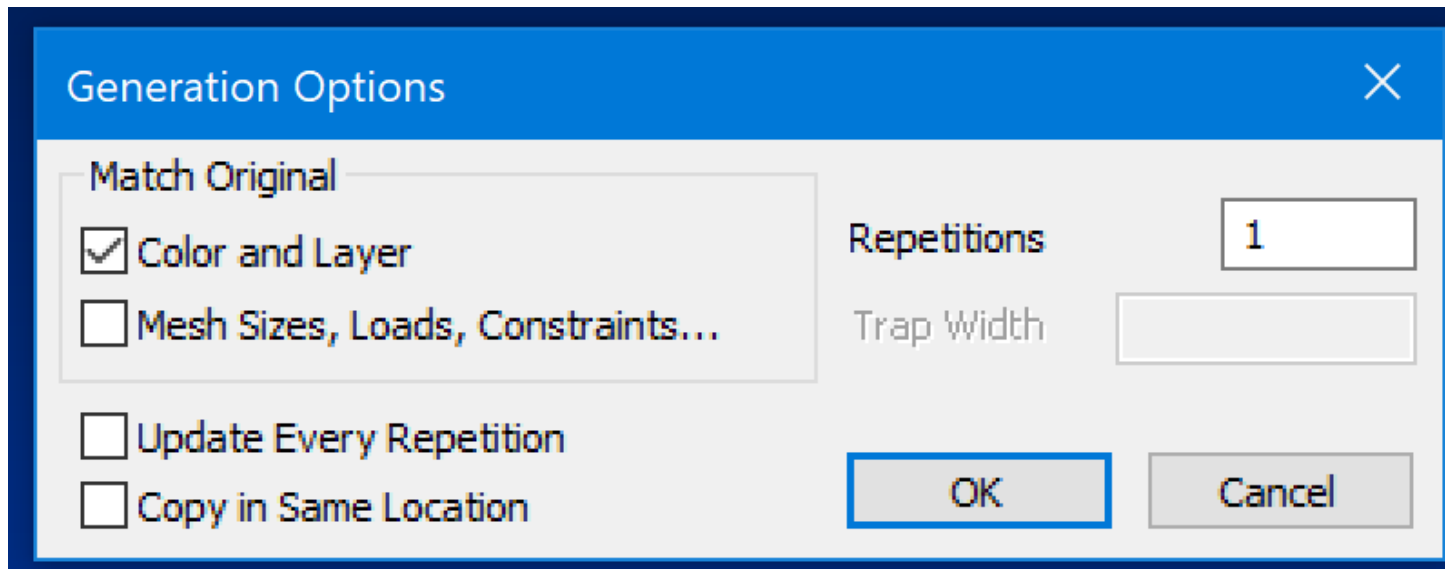 Generation Options
Match Original
Color and Layer
Mesh Sizes, Loads, Constraints...
Update Every Repetition
Copy in Same Location
Repetitions 1
Trap Width
OK Cancel